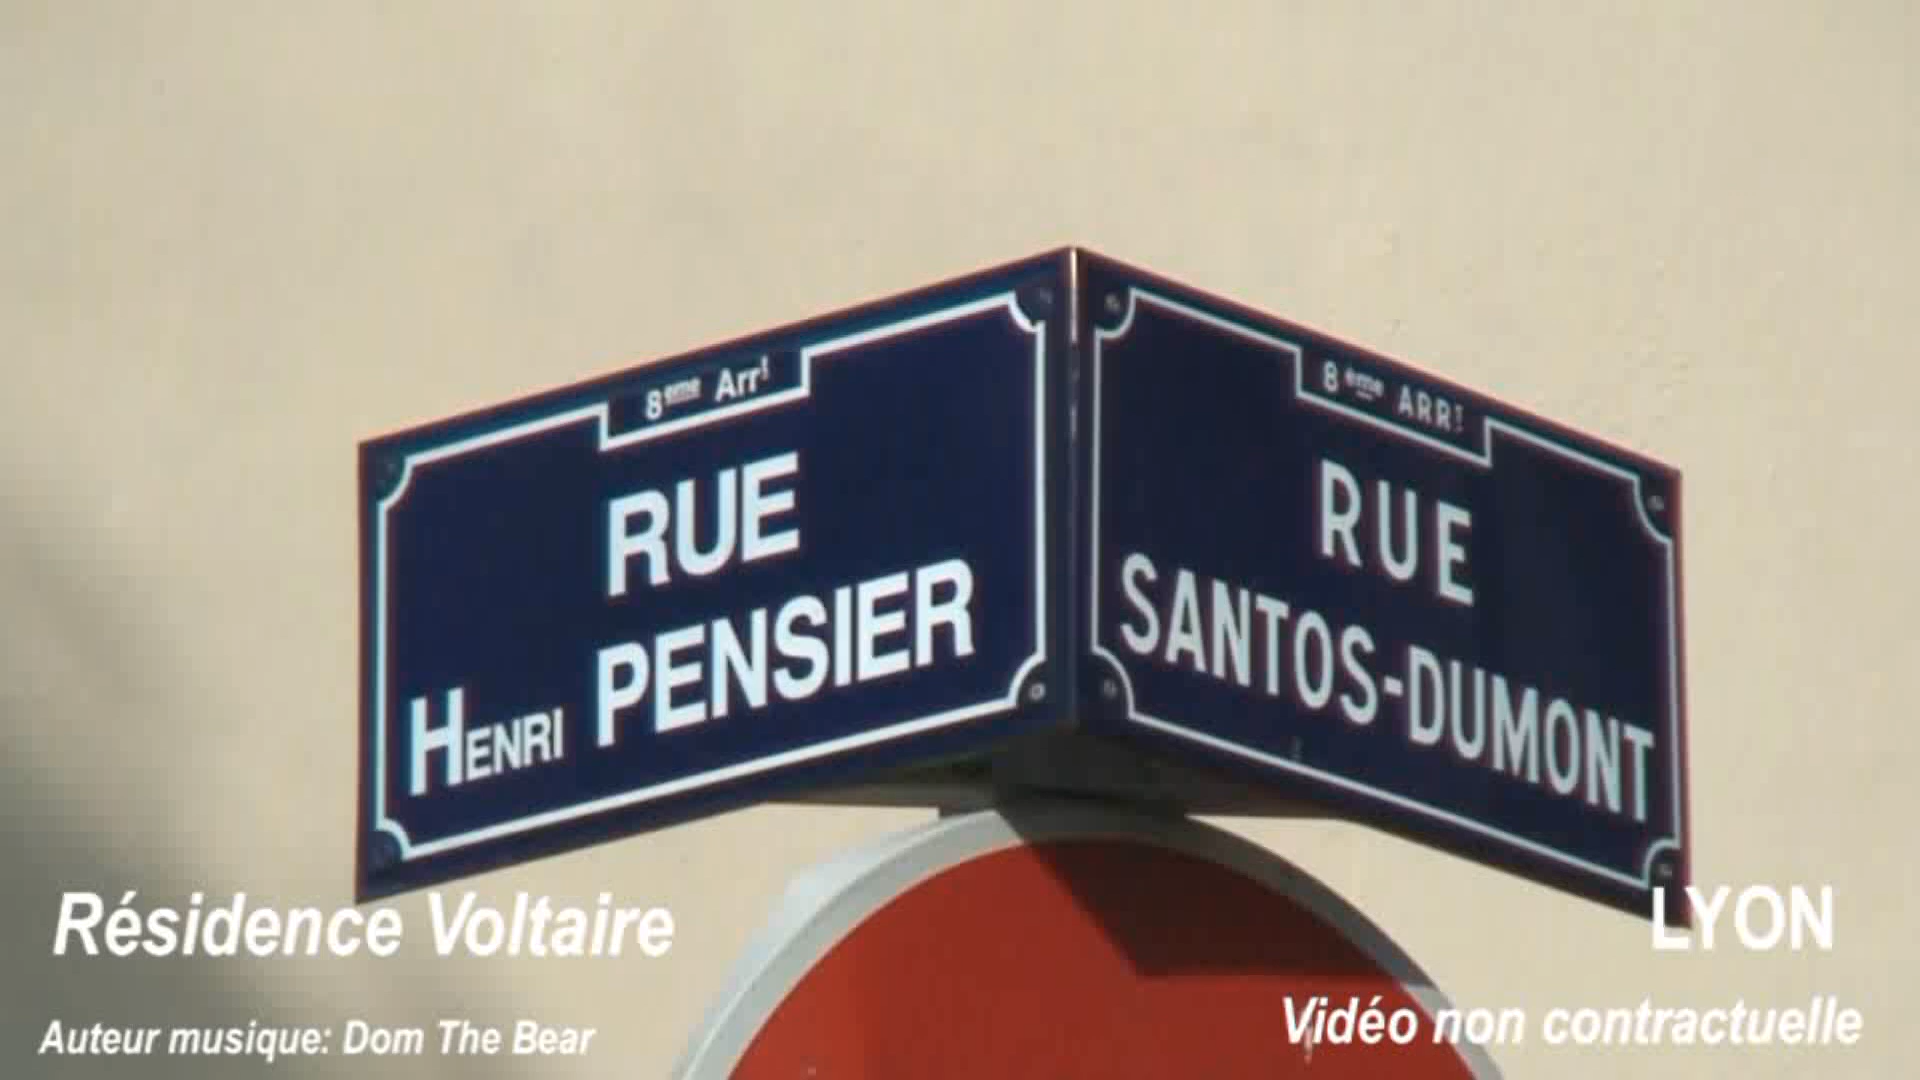 8eme Arrt
RUE
HENRI PENSIER
8ème ARRT
RUE
SANTOS-DUMONT
Résidence Voltaire
LYON
Auteur musique: Dom The Bear
Vidéo non contractuelle